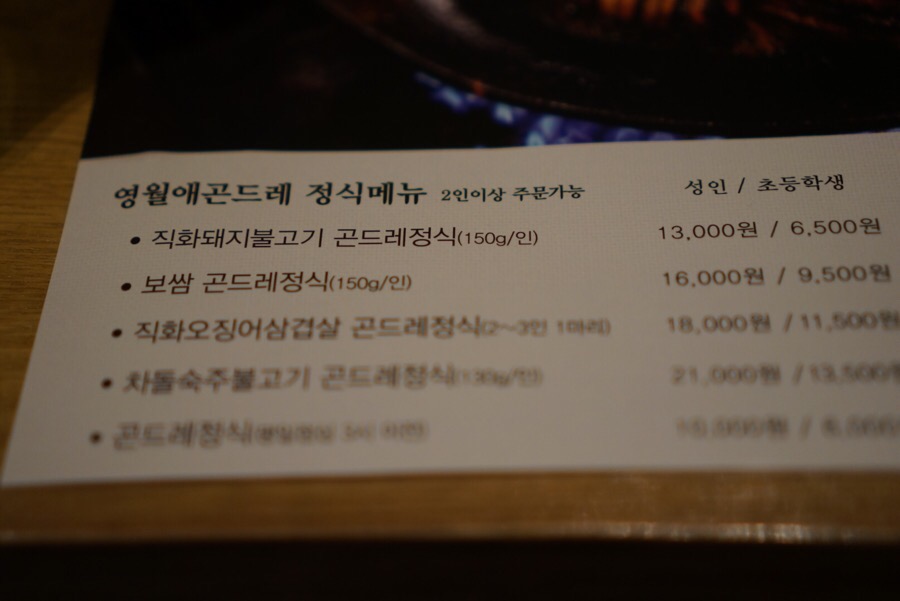 영월애곤드레 정식메뉴 2인이상 주문가능 성인 / 초등학생
• 직화돼지불고기 곤드레정식(150g/인) 13,000원 / 6,500원
• 보쌈 곤드레정식(150g/인) 16,000원 / 9,500원
• 직화오징어삼겹살 곤드레정식(2~3인 1마리) 18,000원 / 11,500원
• 차돌숙주불고기 곤드레정식(130g/인) 21,000원 / 13,500원
• 곤드레정식